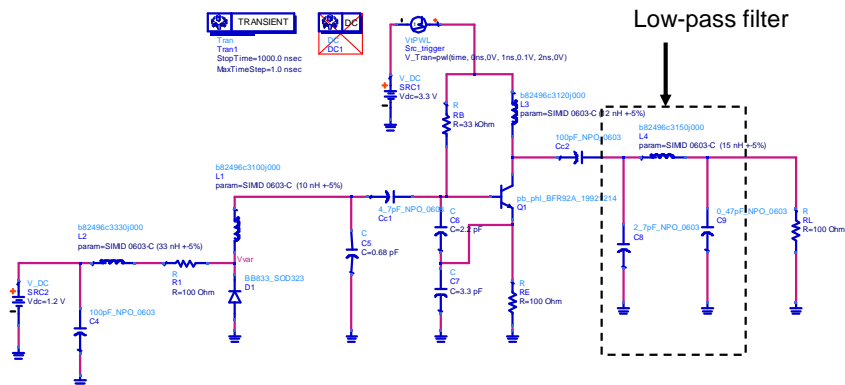 Low-pass filter
TRANSIENT
Tran
Tran1
StopTime=1000.0 nsec
MaxTimeStep=1.0 nsec
DC
DC
DC1
VtPWL
Src_trigger
V_Tran=pwl(time, 0ns,0V, 1ns,0.1V, 2ns,0V)
V_DC
SRC1
Vdc=3.3 V
R
RB
R=33 kOhm
b82496c3120j000
L3
param=SIMID 0603-C (12 nH +-5%)
100pF_NPO_0603
Cc2
b82496c3150j000
L4
param=SIMID 0603-C (15 nH +-5%)
b82496c3100j000
L1
param=SIMID 0603-C (10 nH +-5%)
4_7pF_NPO_0603
Cc1
pb_phl_BFR92A_19921214
Q1
C
C6
C=2.2 pF
C
C5
C=0.68 pF
C
C7
C=3.3 pF
R
RE
R=100 Ohm
2_7pF_NPO_0603
C8
0_47pF_NPO_0603
C9
R
RL
R=100 Ohm
b82496c3330j000
L2
param=SIMID 0603-C (33 nH +-5%)
Vvar
R
R1
R=100 Ohm
BB833_SOD323
D1
V_DC
SRC2
Vdc=1.2 V
100pF_NPO_0603
C4